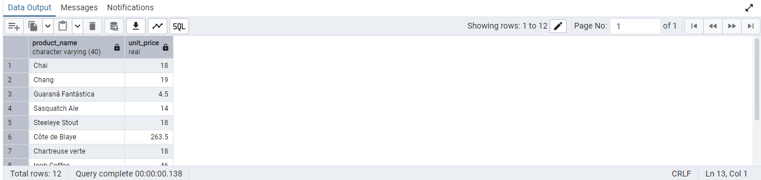 Data Output Messages Notifications
SQL Showing rows: 1 to 12 Page No: 1 of 1
product_name unit_price
character varying (40) real
1 Chai 18
2 Chang 19
3 Guaraná Fantástica 4.5
4 Sasquatch Ale 14
5 Steeleye Stout 18
6 Côte de Blaye 263.5
7 Chartreuse verte 18
8 Ipoh Coffee 46
Total rows: 12 Query complete 00:00:00.138 CRLF Ln 13, Col 1